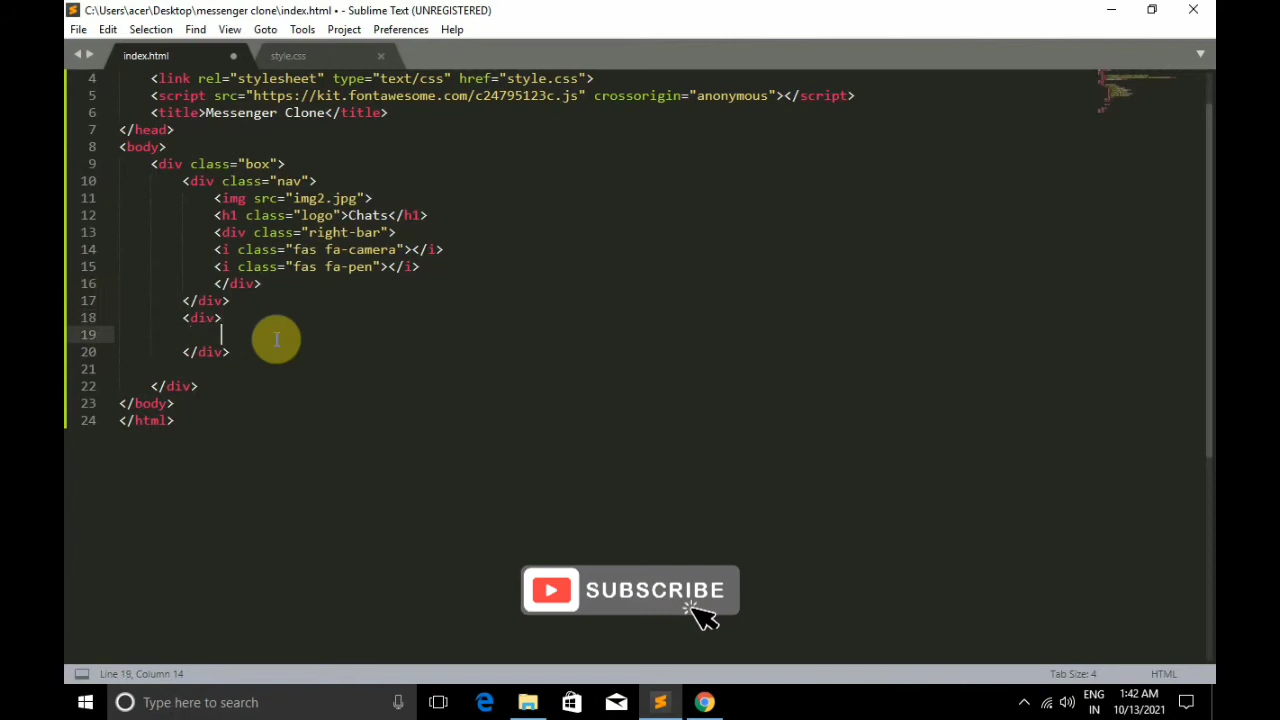 C:\Users\acer\Desktop\messenger clone\index.html • - Sublime Text (UNREGISTERED)
File Edit Selection Find View Goto Tools Project Preferences Help
index.html style.css
4 <link rel="stylesheet" type="text/css" href="style.css">
5 <script src="https://kit.fontawesome.com/c24795123c.js" crossorigin="anonymous"></script>
6 <title>Messenger Clone</title>
7 </head>
8 <body>
9 <div class="box">
10 <div class="nav">
11 <img src="img2.jpg">
12 <h1 class="logo">Chats</h1>
13 <div class="right-bar">
14 <i class="fas fa-camera"></i>
15 <i class="fas fa-pen"></i>
16 </div>
17 </div>
18 <div>
19
20 </div>
21
22 </div>
23 </body>
24 </html>
SUBSCRIBE
Line 18, Column 14 Tab Size: 4 HTML
Type here to search ENG 1:42 AM
IN 10/13/2021